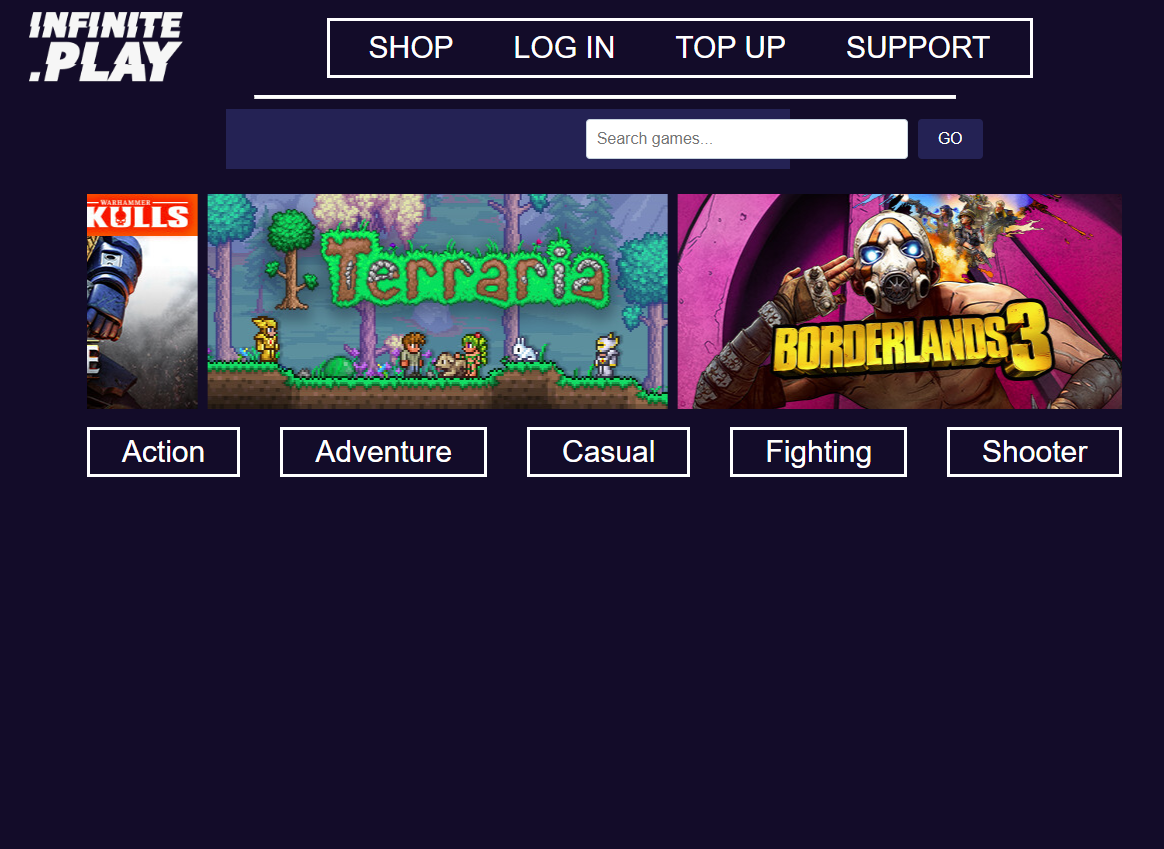 INFINITE
.PLAY
SHOP LOG IN TOP UP SUPPORT
Search games... GO
WARHAMMER
KULLS
E
Terraria
BORDERLANDS 3
Action Adventure Casual Fighting Shooter